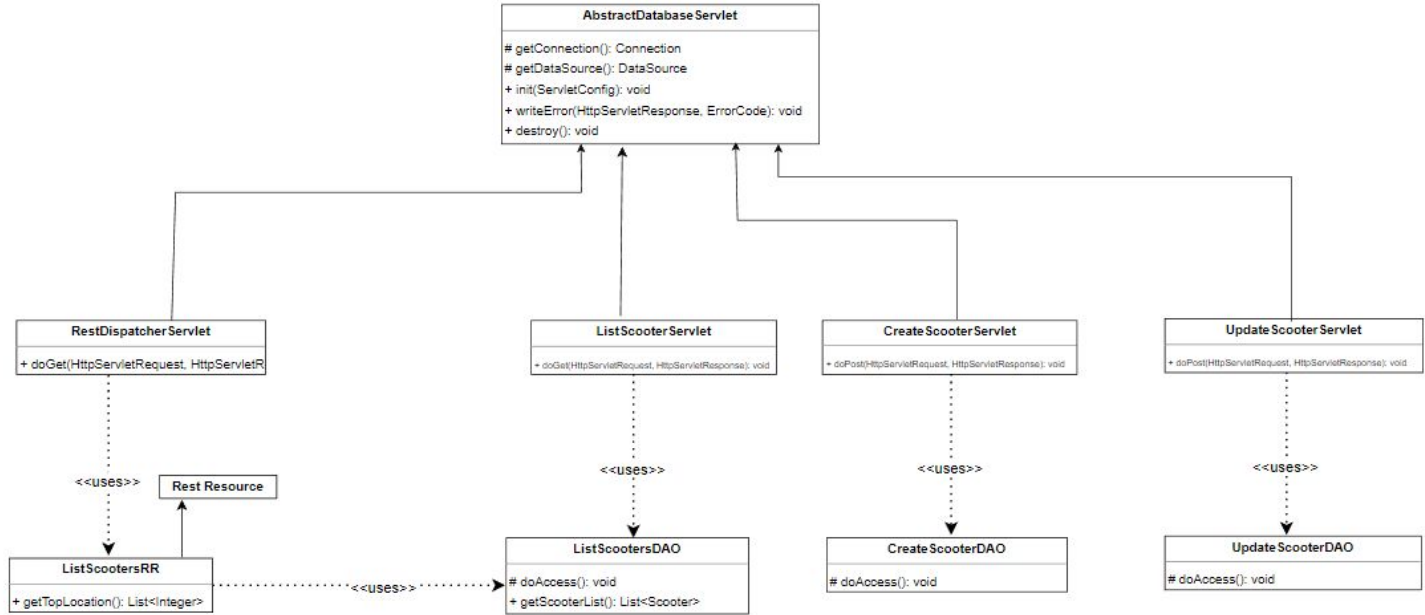 AbstractDatabaseServlet
# getConnection(): Connection
# getDataSource(): DataSource
+ init(ServletConfig): void
+ writeError(HttpServletResponse, ErrorCode): void
+ destroy(): void
RestDispatcherServlet
+ doGet(HttpServletRequest, HttpServletR
ListScooterServlet
+ doGet(HttpServletRequest, HttpServletResponse): void
CreateScooterServlet
+ doPost(HttpServletRequest, HttpServletResponse): void
UpdateScooterServlet
+ doPost(HttpServletRequest, HttpServletResponse): void
<<uses>>
<<uses>>
<<uses>>
<<uses>>
Rest Resource
ListScootersRR
+ getTopLocation(): List<Integer>
<<uses>>
ListScootersDAO
# doAccess(): void
+ getScooterList(): List<Scooter>
CreateScooterDAO
# doAccess(): void
UpdateScooterDAO
# doAccess(): void